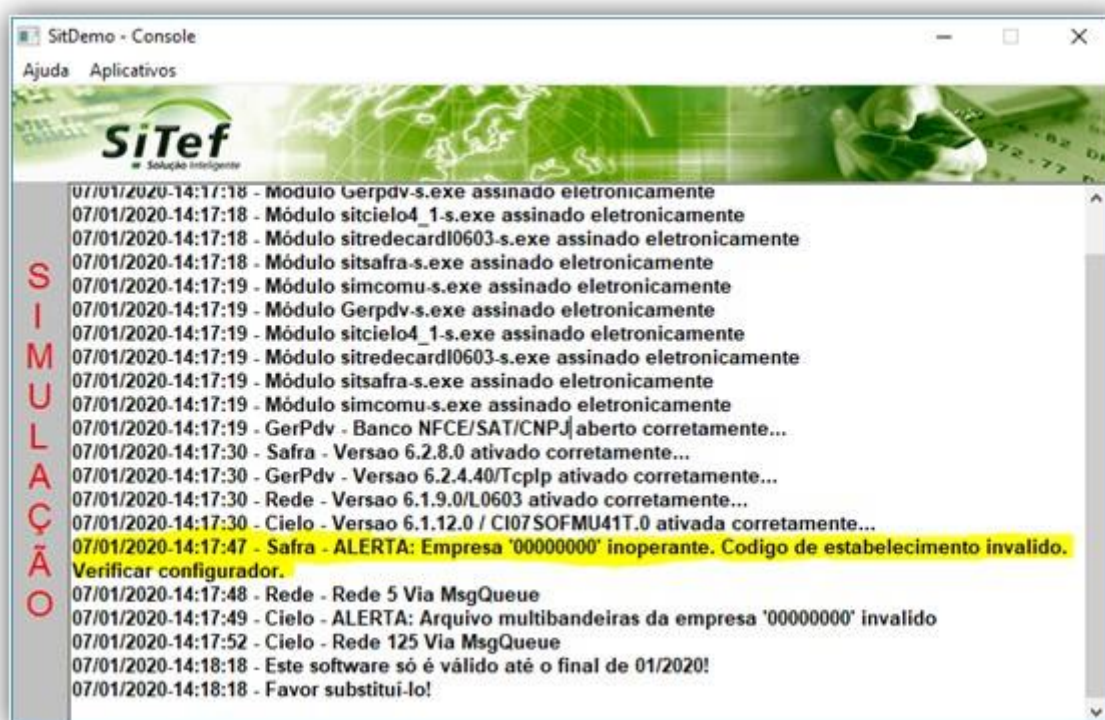 SitDemo - Console
Ajuda Aplicativos
SiTef
Solução Inteligente
07/01/2020-14:17:18 - Módulo Gerpdv-s.exe assinado eletronicamente
07/01/2020-14:17:18 - Módulo sitcielo4_1-s.exe assinado eletronicamente
07/01/2020-14:17:18 - Módulo sitredecardl0603-s.exe assinado eletronicamente
07/01/2020-14:17:18 - Módulo sitsafra-s.exe assinado eletronicamente
07/01/2020-14:17:19 - Módulo simcomu-s.exe assinado eletronicamente
07/01/2020-14:17:19 - Módulo Gerpdv-s.exe assinado eletronicamente
07/01/2020-14:17:19 - Módulo sitcielo4_1-s.exe assinado eletronicamente
07/01/2020-14:17:19 - Módulo sitredecardl0603-s.exe assinado eletronicamente
07/01/2020-14:17:19 - Módulo sitsafra-s.exe assinado eletronicamente
07/01/2020-14:17:19 - Módulo simcomu-s.exe assinado eletronicamente
07/01/2020-14:17:19 - GerPdv - Banco NFCE/SAT/CNPJ aberto corretamente...
07/01/2020-14:17:30 - Safra - Versao 6.2.8.0 ativado corretamente...
07/01/2020-14:17:30 - GerPdv - Versao 6.2.4.40/TcpIp ativado corretamente...
07/01/2020-14:17:30 - Rede - Versao 6.1.9.0/L0603 ativado corretamente...
07/01/2020-14:17:30 - Cielo - Versao 6.1.12.0 / CI07SOFMU41T.0 ativada corretamente...
07/01/2020-14:17:47 - Safra - ALERTA: Empresa '00000000' inoperante. Codigo de estabelecimento invalido.
Verificar configurador.
07/01/2020-14:17:48 - Rede - Rede 5 Via MsgQueue
07/01/2020-14:17:49 - Cielo - ALERTA: Arquivo multibandeiras da empresa '00000000' invalido
07/01/2020-14:17:52 - Cielo - Rede 125 Via MsgQueue
07/01/2020-14:18:18 - Este software só é válido até o final de 01/2020!
07/01/2020-14:18:18 - Favor substituí-lo!
SIMULAÇÃO